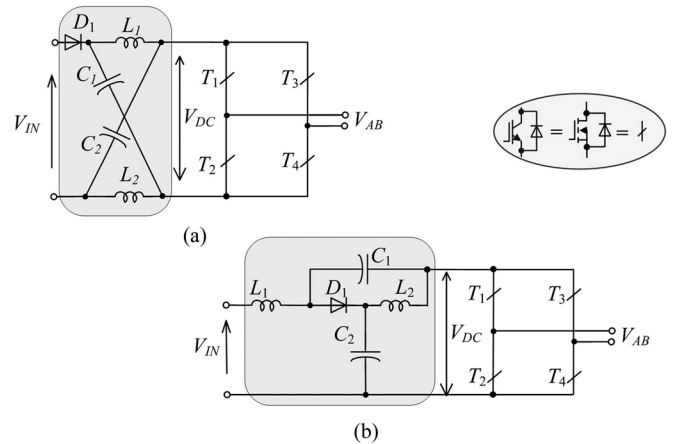 D1 L1
C1 T1 T3
VIN VDC VAB
C2 T2 T4
L2
= = 
(a)
C1
L1 D1 L2 T1 T3
VIN C2 VDC VAB
T2 T4
(b)